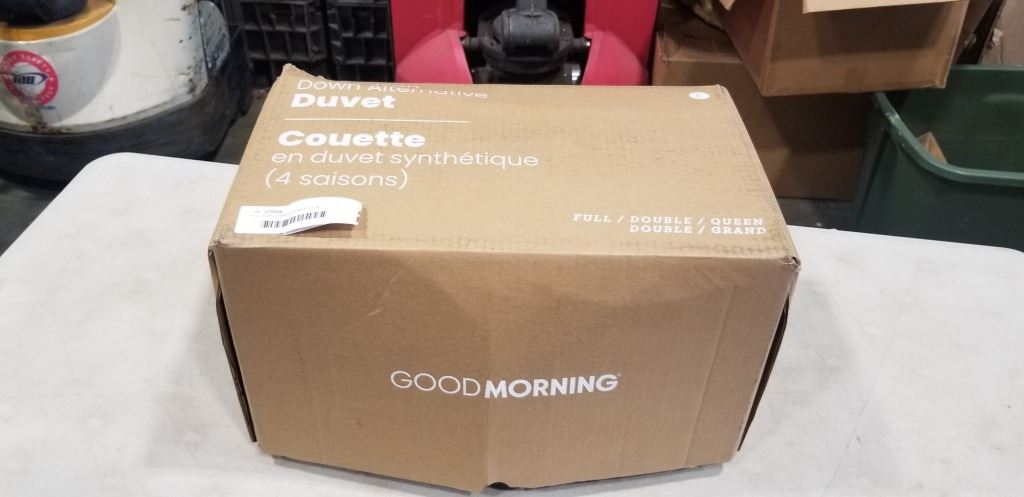 Down Alternative
Duvet
Couette
en duvet synthétique
(4 saisons)
FULL / DOUBLE / QUEEN
DOUBLE / GRAND
GOODMORNING